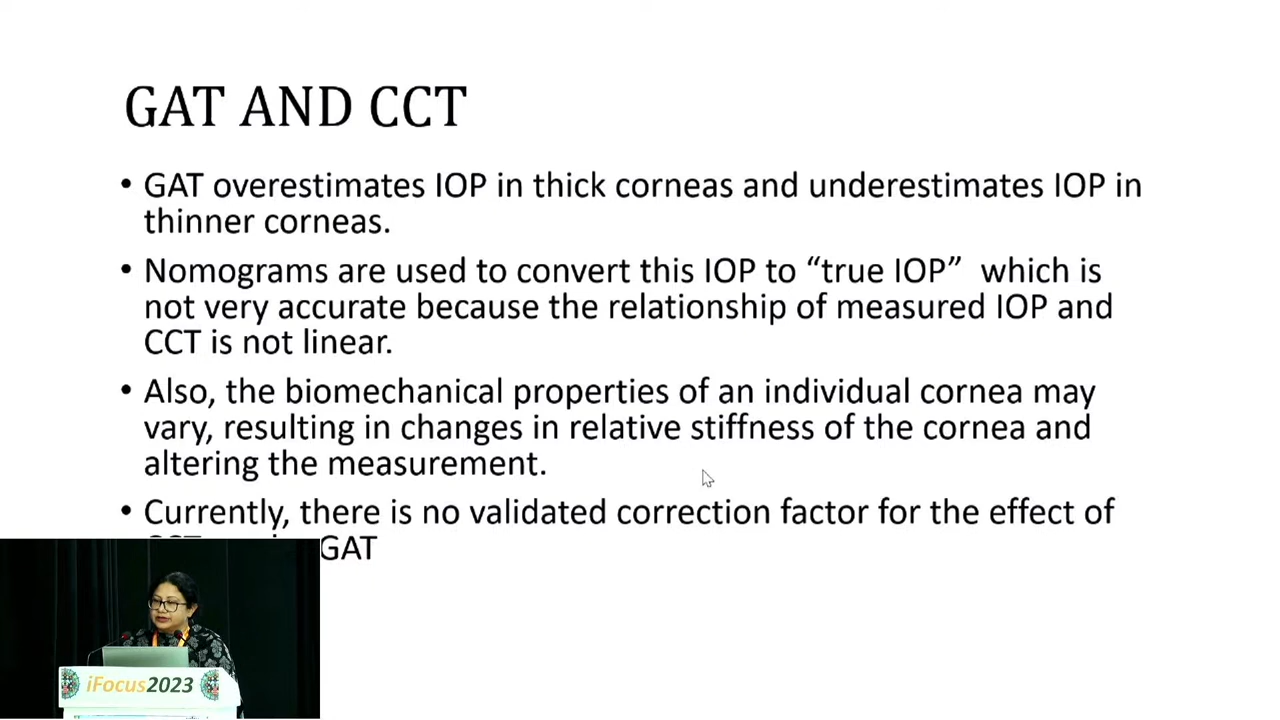 GAT AND CCT
• GAT overestimates IOP in thick corneas and underestimates IOP in
thinner corneas.
• Nomograms are used to convert this IOP to “true IOP”  which is
not very accurate because the relationship of measured IOP and
CCT is not linear.
• Also, the biomechanical properties of an individual cornea may
vary, resulting in changes in relative stiffness of the cornea and
altering the measurement.
• Currently, there is no validated correction factor for the effect of
GAT
iFocus2023